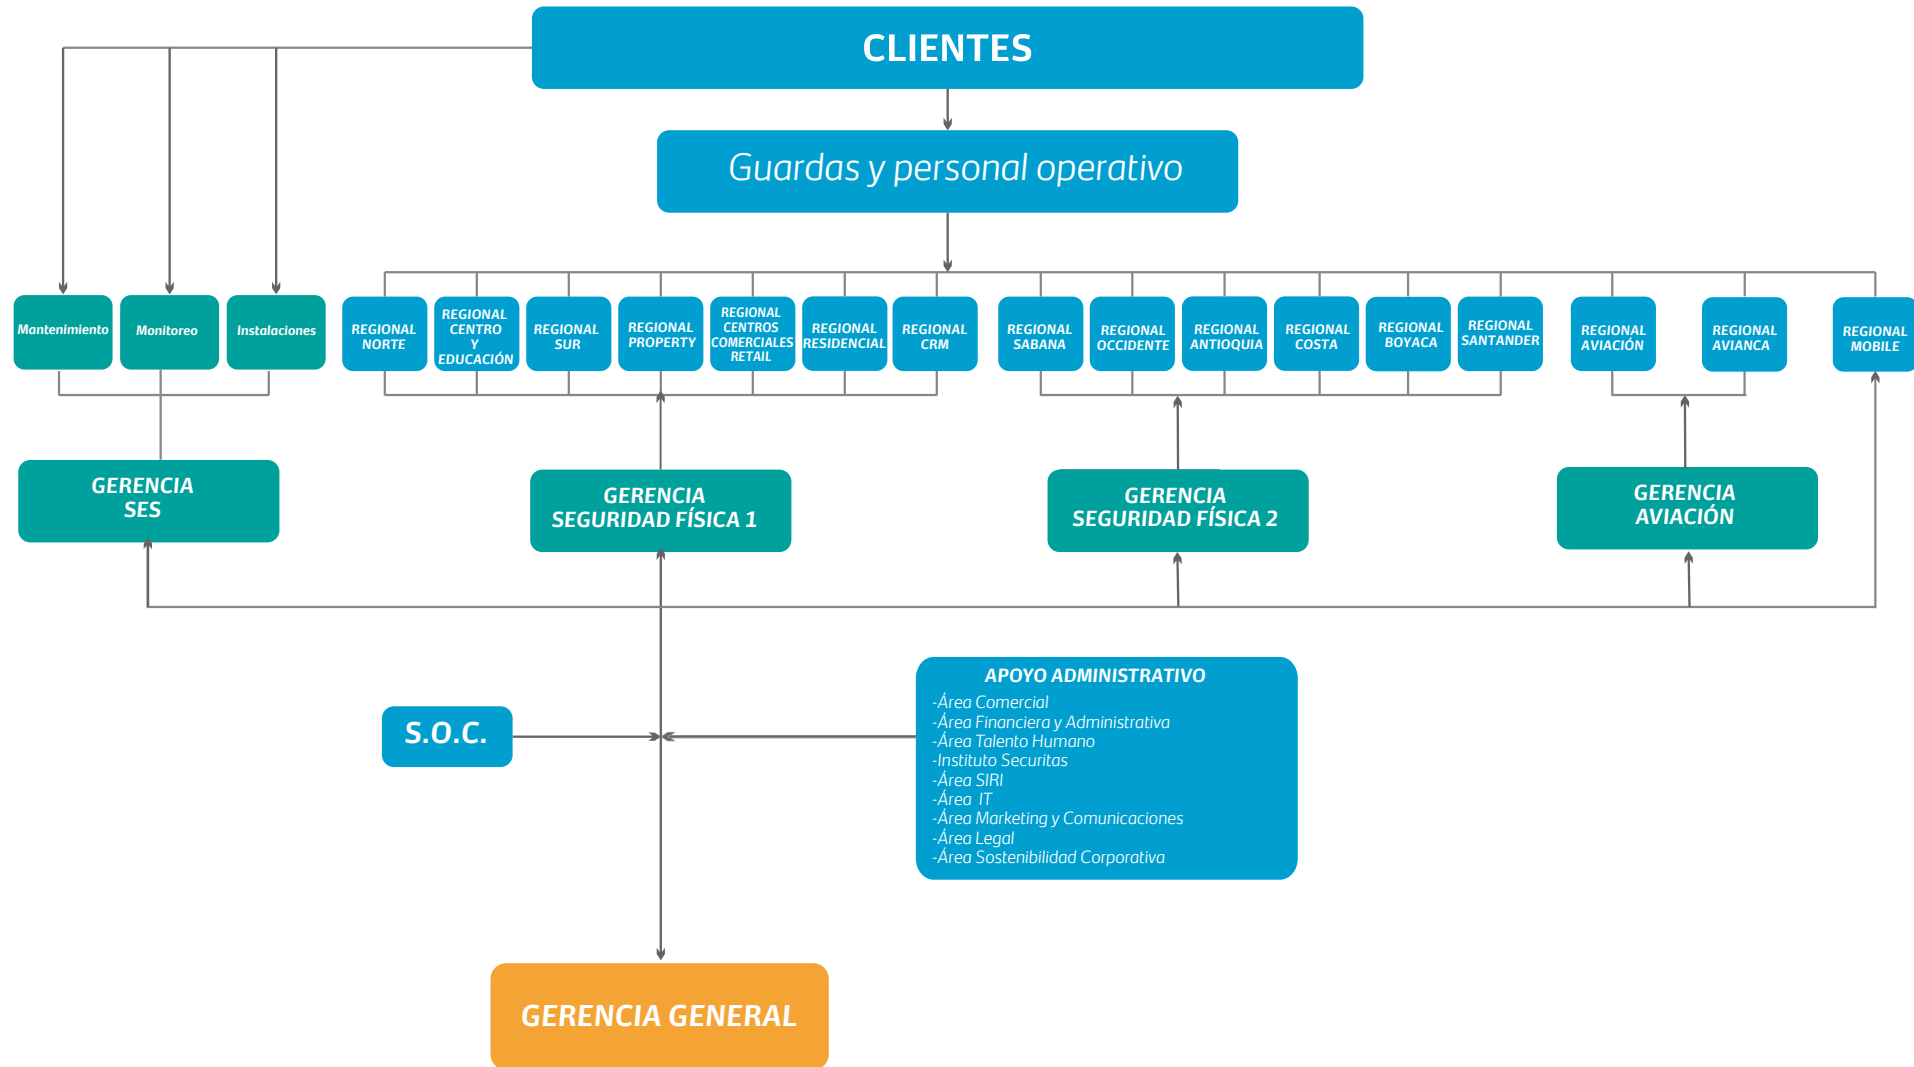 CLIENTES
Guardas y personal operativo
Mantenimiento
Monitoreo
Instalaciones
REGIONAL
NORTE
REGIONAL
CENTRO
Y
EDUCACIÓN
REGIONAL
SUR
REGIONAL
PROPERTY
REGIONAL
CENTROS
COMERCIALES
RETAIL
REGIONAL
RESIDENCIAL
REGIONAL
CRM
REGIONAL
SABANA
REGIONAL
OCCIDENTE
REGIONAL
ANTIOQUIA
REGIONAL
COSTA
REGIONAL
BOYACA
REGIONAL
SANTANDER
REGIONAL
AVIACIÓN
REGIONAL
AVIANCA
REGIONAL
MOBILE
GERENCIA
SES
GERENCIA
SEGURIDAD FÍSICA 1
GERENCIA
SEGURIDAD FÍSICA 2
GERENCIA
AVIACIÓN
S.O.C.
APOYO ADMINISTRATIVO
-Área Comercial
-Área Financiera y Administrativa
-Área Talento Humano
-Instituto Securitas
-Área SIRI
-Área IT
-Área Marketing y Comunicaciones
-Área Legal
-Área Sostenibilidad Corporativa
GERENCIA GENERAL